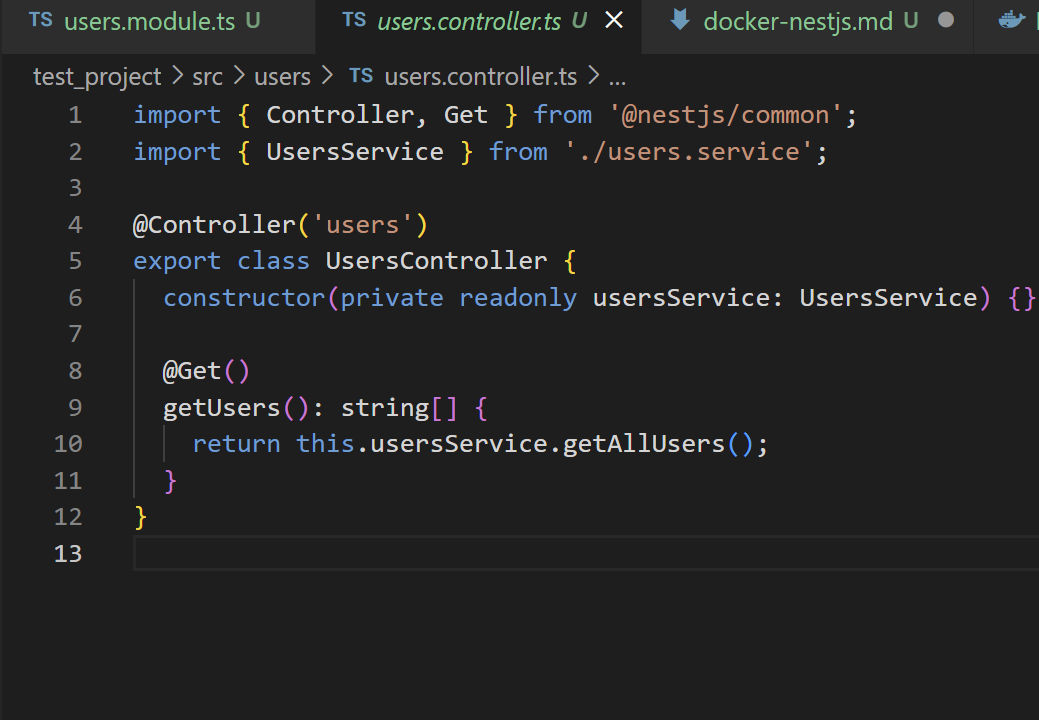 TS users.module.ts U TS users.controller.ts U docker-nestjs.md U
test_project > src > users > TS users.controller.ts > ...
1 import { Controller, Get } from '@nestjs/common';
2 import { UsersService } from './users.service';
3
4 @Controller('users')
5 export class UsersController {
6 constructor(private readonly usersService: UsersService) {}
7
8 @Get()
9 getUsers(): string[] {
10 return this.usersService.getAllUsers();
11 }
12 }
13